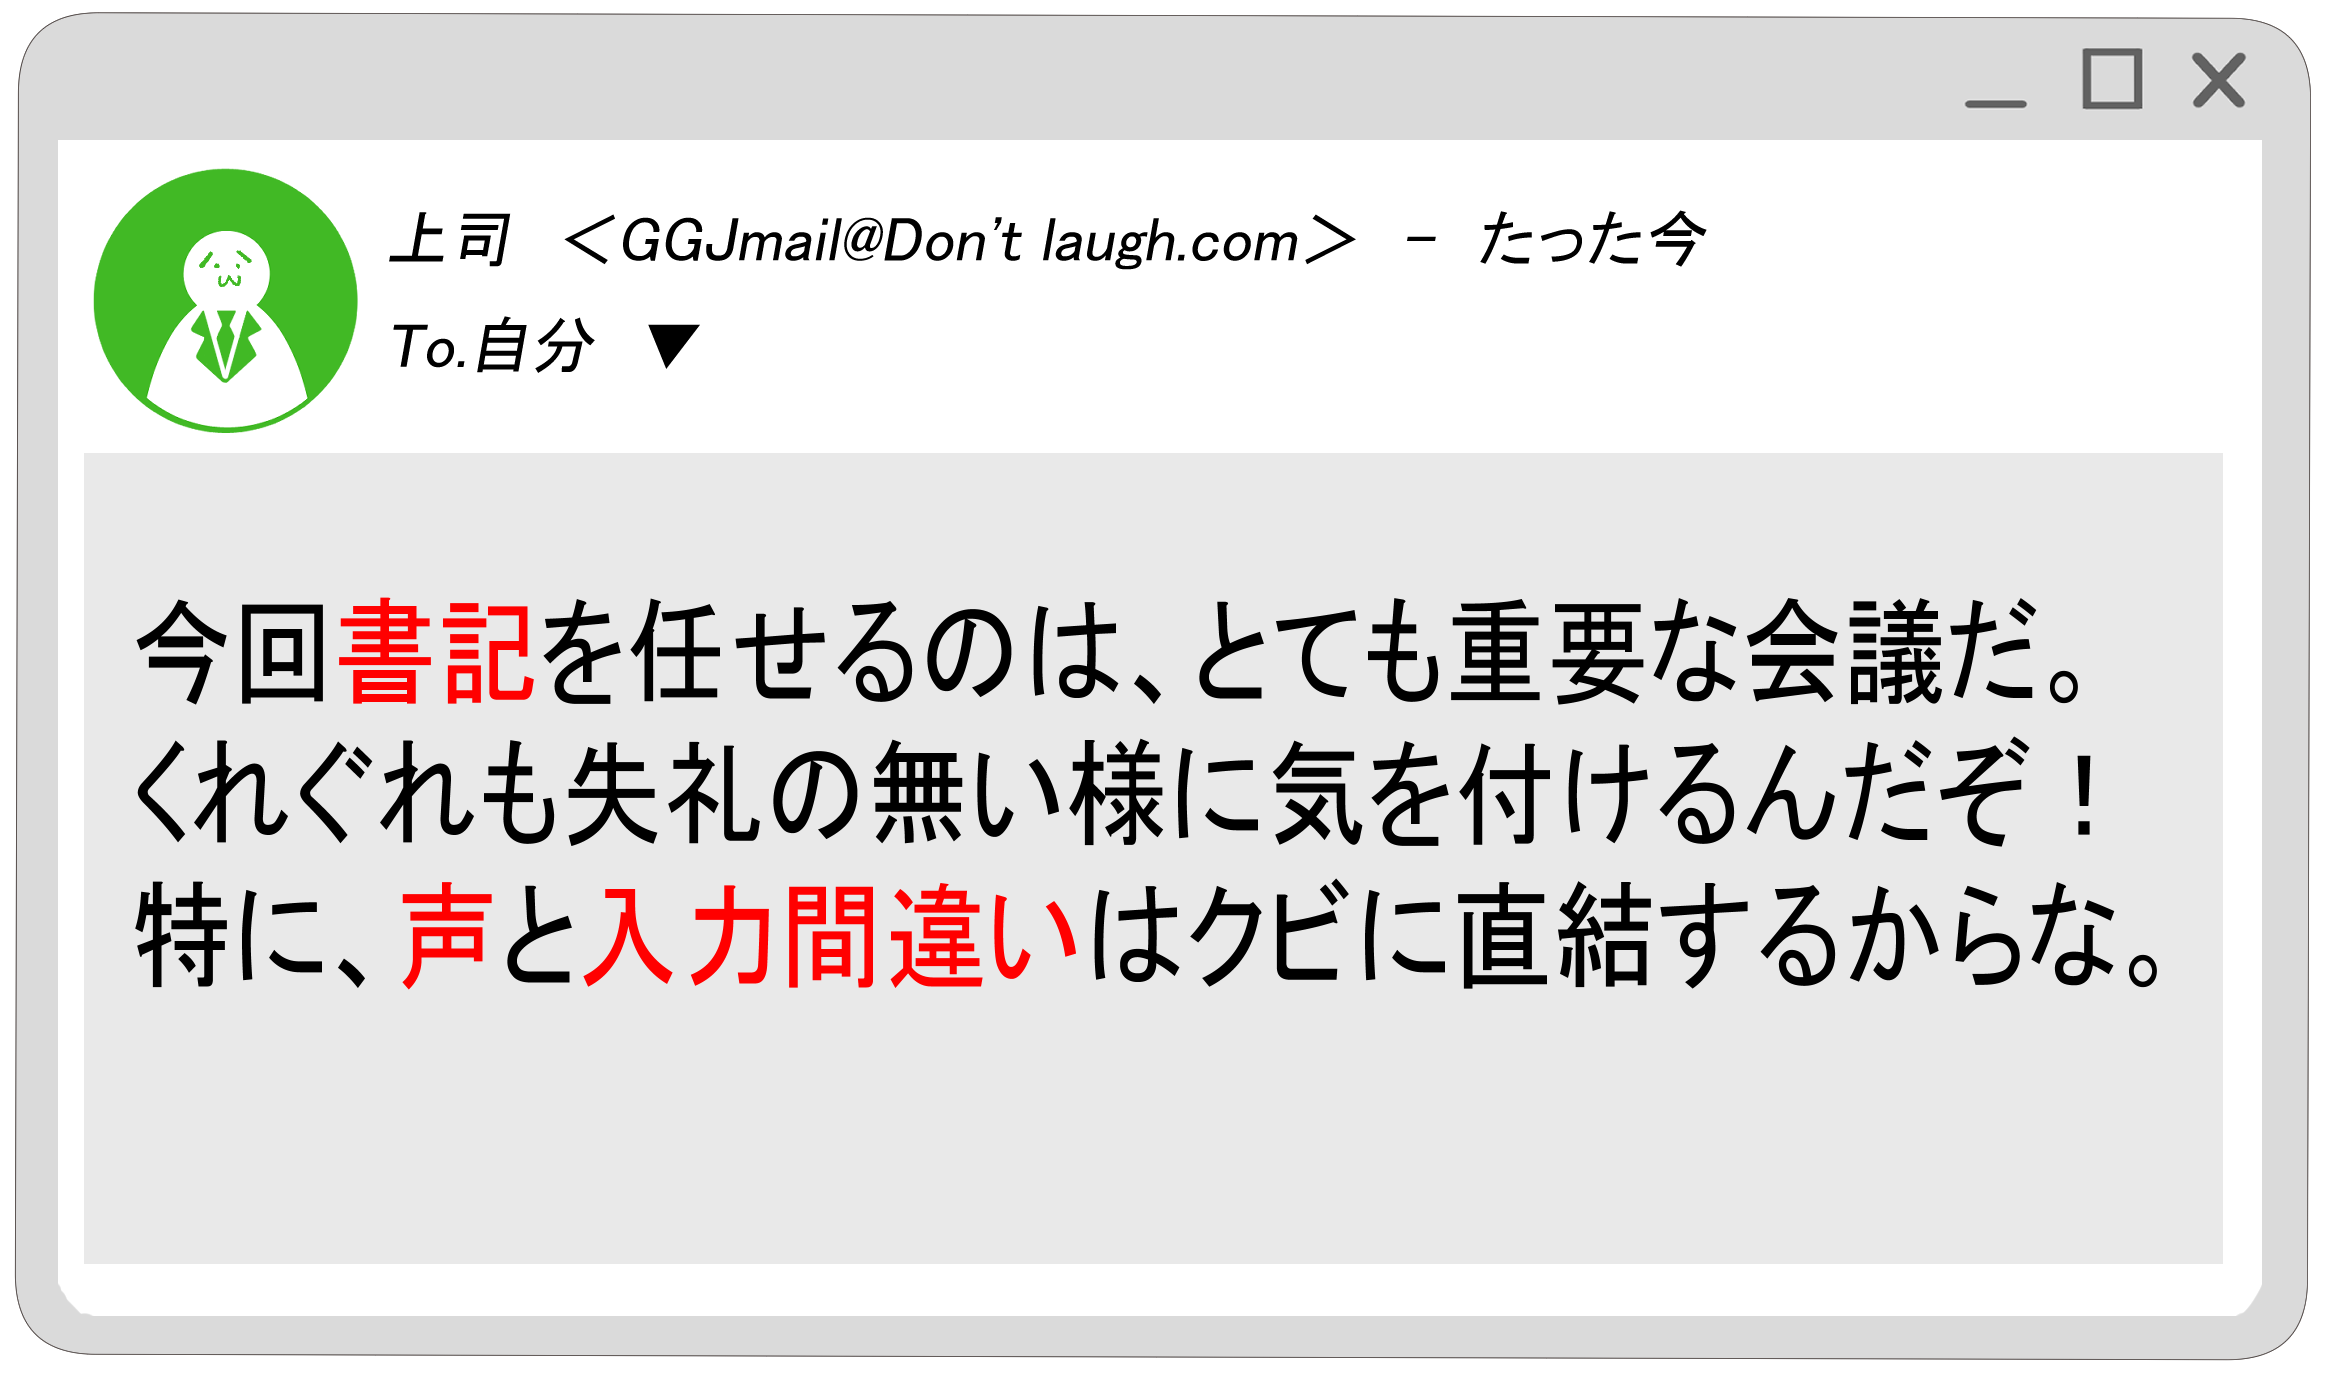 上司　＜GGJmail@Don't laugh.com＞　-　たった今
To.自分　▼
今回書記を任せるのは、とても重要な会議だ。
くれぐれも失礼の無い様に気を付けるんだぞ！
特に、声と入力間違いはクビに直結するからな。